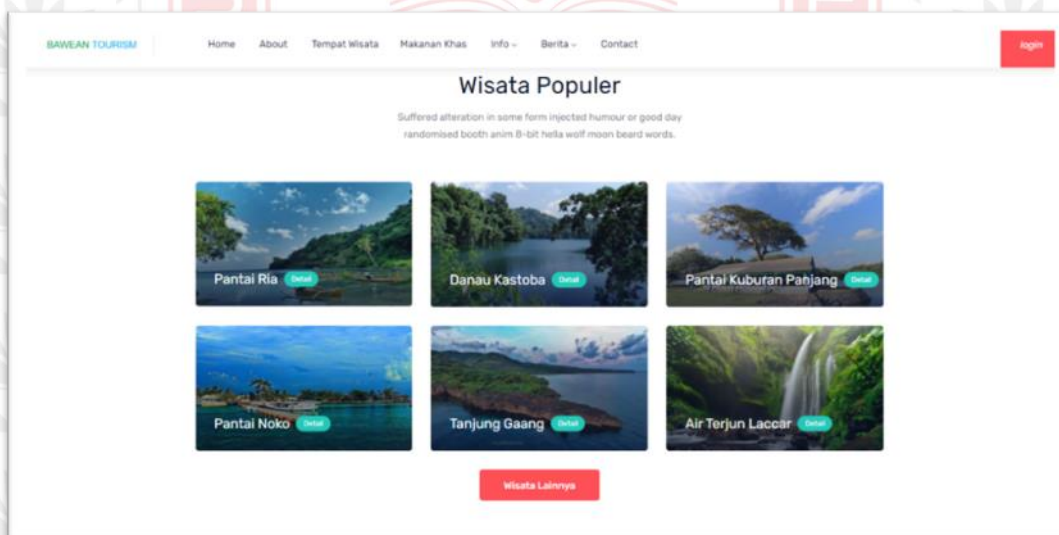 BAWEAN TOURISM Home About Tempat Wisata Makanan Khas Info Berita Contact login
Wisata Populer
Suffered alteration in some form injected humour or good day
randomised booth anim 8-bit hella wolf moon beard words.
Pantai Ria Detail Danau Kastoba Detail Pantai Kuburan Panjang Detail
Pantai Noko Detail Tanjung Gaang Detail Air Terjun Laccar Detail
Wisata Lainnya